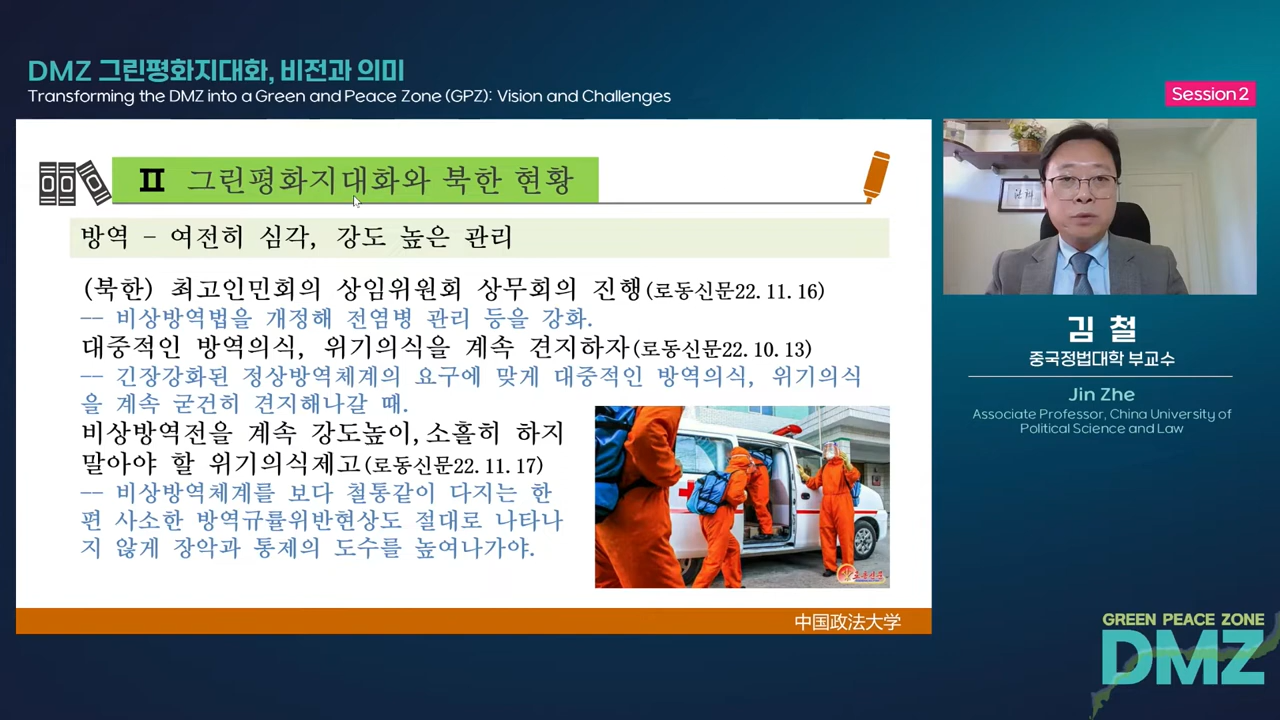 DMZ 그린평화지대화, 비전과 의미
Transforming the DMZ into a Green and Peace Zone (GPZ): Vision and Challenges
Session 2
Ⅱ 그린평화지대화와 북한 현황
방역 - 여전히 심각, 강도 높은 관리
(북한) 최고인민회의 상임위원회 상무회의 진행(로동신문22.11.16)
-- 비상방역법을 개정해 전염병 관리 등을 강화.
대중적인 방역의식, 위기의식을 계속 견지하자(로동신문22.10.13)
-- 긴장강화된 정상방역체계의 요구에 맞게 대중적인 방역의식, 위기의식
을 계속 굳건히 견지해나갈 때.
비상방역전을 계속 강도높이, 소홀히 하지
말아야 할 위기의식제고(로동신문22.11.17)
-- 비상방역체계를 보다 철통같이 다지는 한
편 사소한 방역규률위반현상도 절대로 나타나
지 않게 장악과 통제의 도수를 높여나가야.
로동신문
中国政法大学
김 철
중국정법대학 부교수
Jin Zhe
Associate Professor, China University of
Political Science and Law
GREEN PEACE ZONE
DMZ